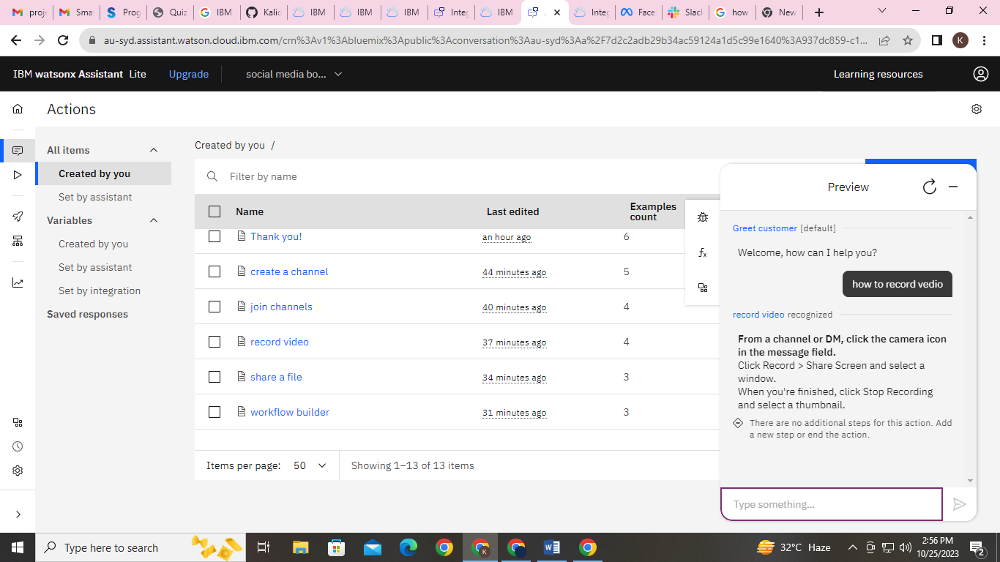 proje
Smar
Prog
Quiz
IBM
Kalid
IBM
IBM
IBM
Integ
IBM
Integ
Face
Slack
how
New
au-syd.assistant.watson.cloud.ibm.com/crn%3Av1%3Abluemix%3Apublic%3Aconversation%3Aau-syd%3Aa%2F7d2c2adb29b34ac59124a1d5c99e1640%3A937dc859-c1...
K
IBM watsonx Assistant Lite
Upgrade
social media bo...
Learning resources
Actions
All items
Created by you
Set by assistant
Variables
Created by you
Set by assistant
Set by integration
Saved responses
Created by you /
Filter by name
Name Last edited Examples count
Thank you! an hour ago 6
create a channel 44 minutes ago 5
join channels 40 minutes ago 4
record video 37 minutes ago 4
share a file 34 minutes ago 3
workflow builder 31 minutes ago 3
Items per page: 50 Showing 1–13 of 13 items
Preview
Greet customer [default]
Welcome, how can I help you?
how to record vedio
record video recognized
From a channel or DM, click the camera icon
in the message field.
Click Record > Share Screen and select a
window.
When you're finished, click Stop Recording
and select a thumbnail.
There are no additional steps for this action. Add
a new step or end the action.
Type something...
Type here to search
32°C Haze
2:56 PM
10/25/2023
2